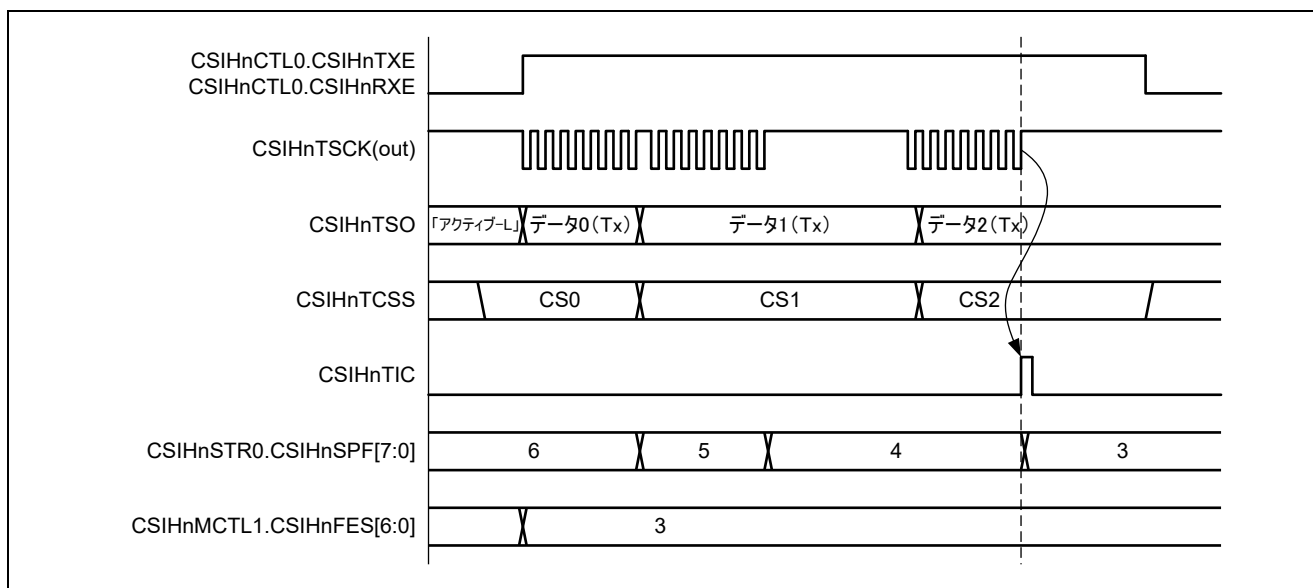 CSIHnCTL0.CSIHnTXE
CSIHnCTL0.CSIHnRXE
CSIHnTSCK(out)
CSIHnTSO
「アクティブ-L」 データ0(Tx) データ1(Tx) データ2(Tx)
CSIHnTCSS
CS0 CS1 CS2
CSIHnTIC
CSIHnSTR0.CSIHnSPF[7:0]
6 5 4 3
CSIHnMCTL1.CSIHnFES[6:0]
3